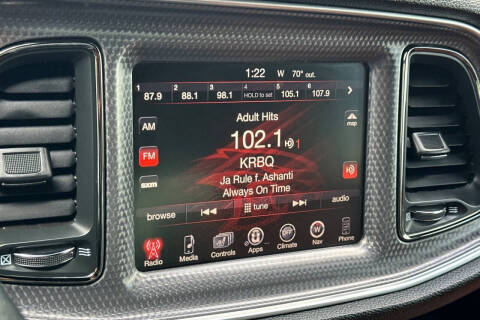 1:22 W 70° out.
1 87.9 2 88.1 3 98.1 4 HOLD to set 5 105.1 6 107.9
Adult Hits
AM
map
102.1 1
FM
KRBQ
Ja Rule f. Ashanti
sxm
Always On Time
browse tune audio
Radio Media Controls Apps Climate Nav Phone